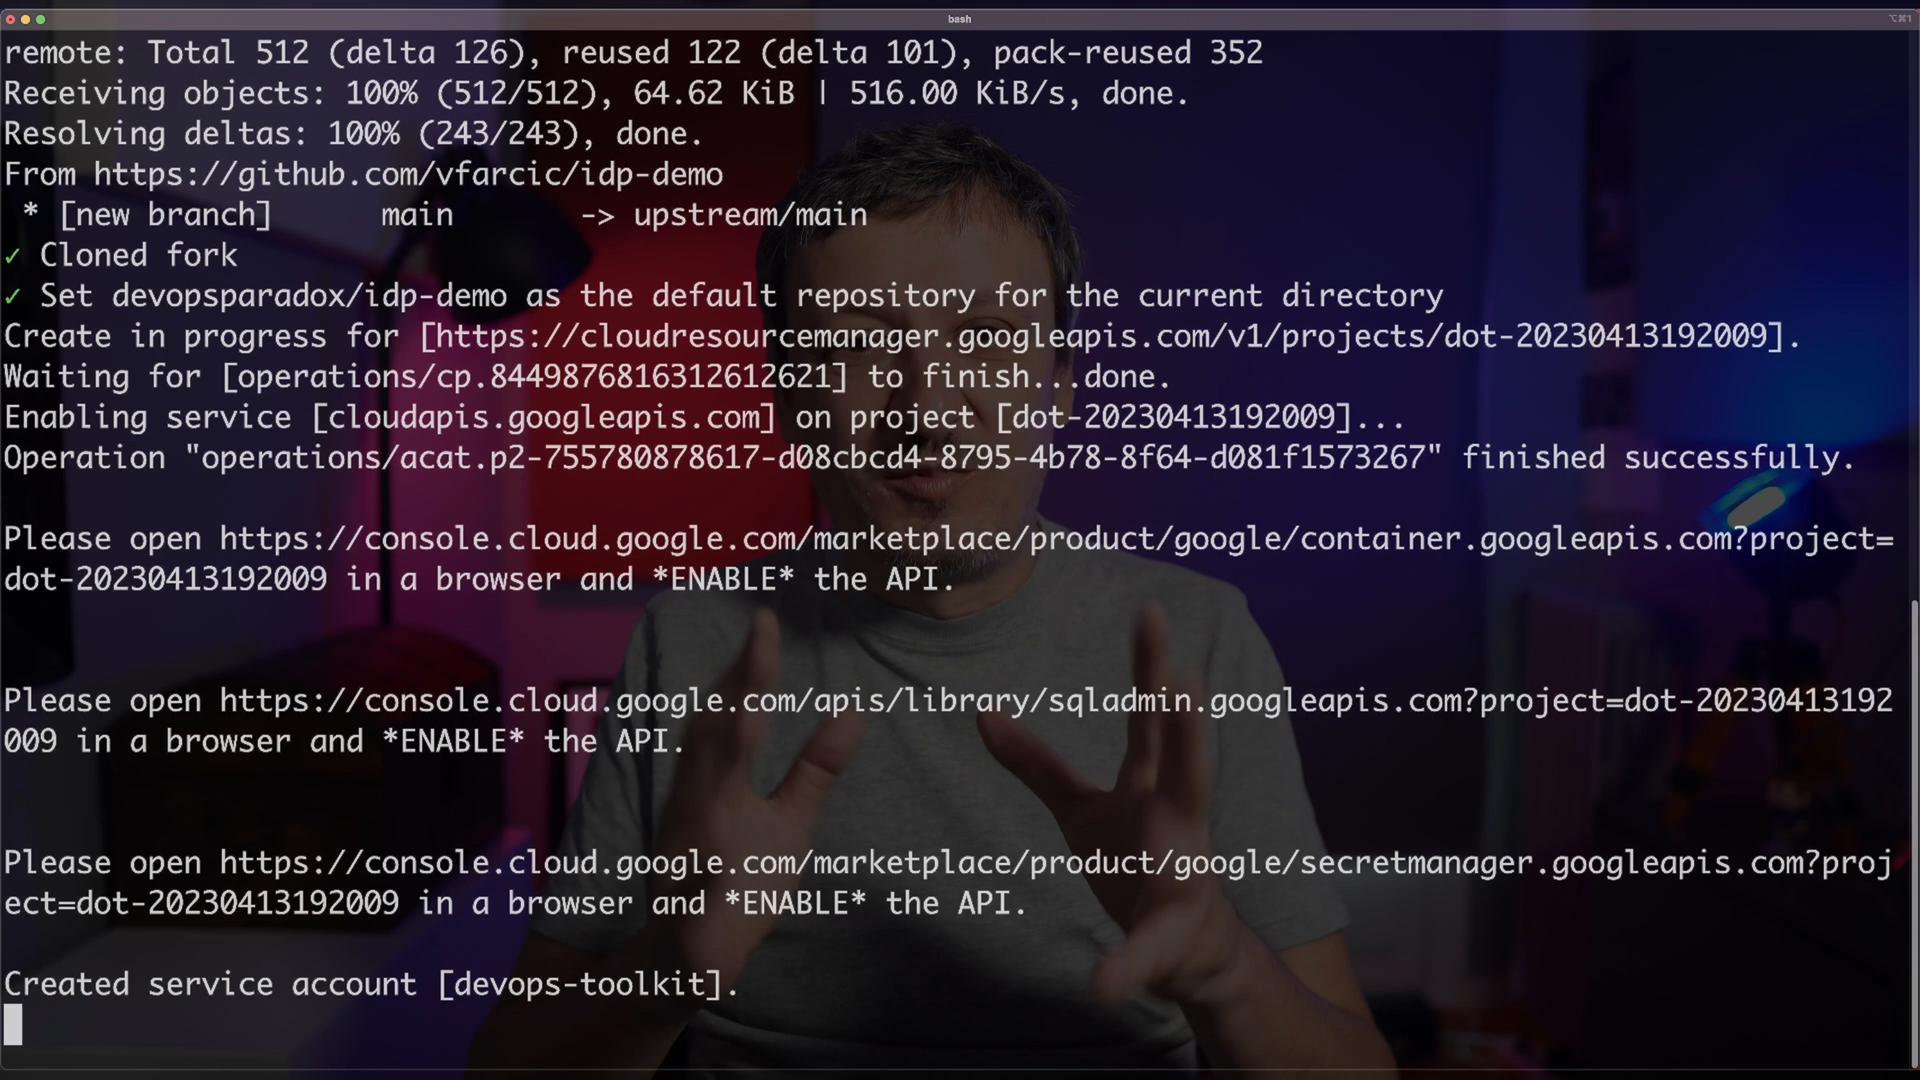 bash
⌥⌘1
remote: Total 512 (delta 126), reused 122 (delta 101), pack-reused 352
Receiving objects: 100% (512/512), 64.62 KiB | 516.00 KiB/s, done.
Resolving deltas: 100% (243/243), done.
From https://github.com/vfarcic/idp-demo
 * [new branch]      main       -> upstream/main
✓ Cloned fork
✓ Set devopsparadox/idp-demo as the default repository for the current directory
Create in progress for [https://cloudresourcemanager.googleapis.com/v1/projects/dot-20230413192009].
Waiting for [operations/cp.8449876816312612621] to finish...done.
Enabling service [cloudapis.googleapis.com] on project [dot-20230413192009]...
Operation "operations/acat.p2-755780878617-d08cbcd4-8795-4b78-8f64-d081f1573267" finished successfully.
Please open https://console.cloud.google.com/marketplace/product/google/container.googleapis.com?project=
dot-20230413192009 in a browser and *ENABLE* the API.
Please open https://console.cloud.google.com/apis/library/sqladmin.googleapis.com?project=dot-20230413192
009 in a browser and *ENABLE* the API.
Please open https://console.cloud.google.com/marketplace/product/google/secretmanager.googleapis.com?proj
ect=dot-20230413192009 in a browser and *ENABLE* the API.
Created service account [devops-toolkit].